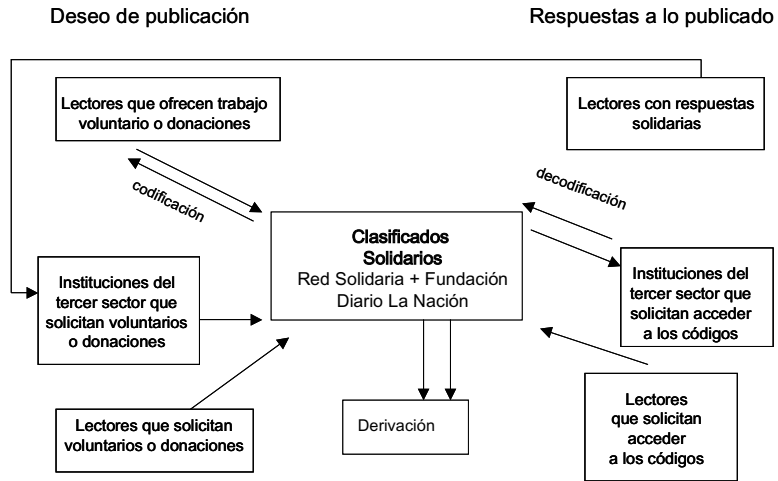 Deseo de publicación
Respuestas a lo publicado
Lectores que ofrecen trabajo
voluntario o donaciones
Lectores con respuestas
solidarias
codificación
decodificación
Clasificados
Solidarios
Red Solidaria + Fundación
Diario La Nación
Instituciones del
tercer sector que
solicitan voluntarios
o donaciones
Instituciones del
tercer sector que
solicitan acceder
a los códigos
Lectores que solicitan
voluntarios o donaciones
Derivación
Lectores
que solicitan
acceder
a los códigos